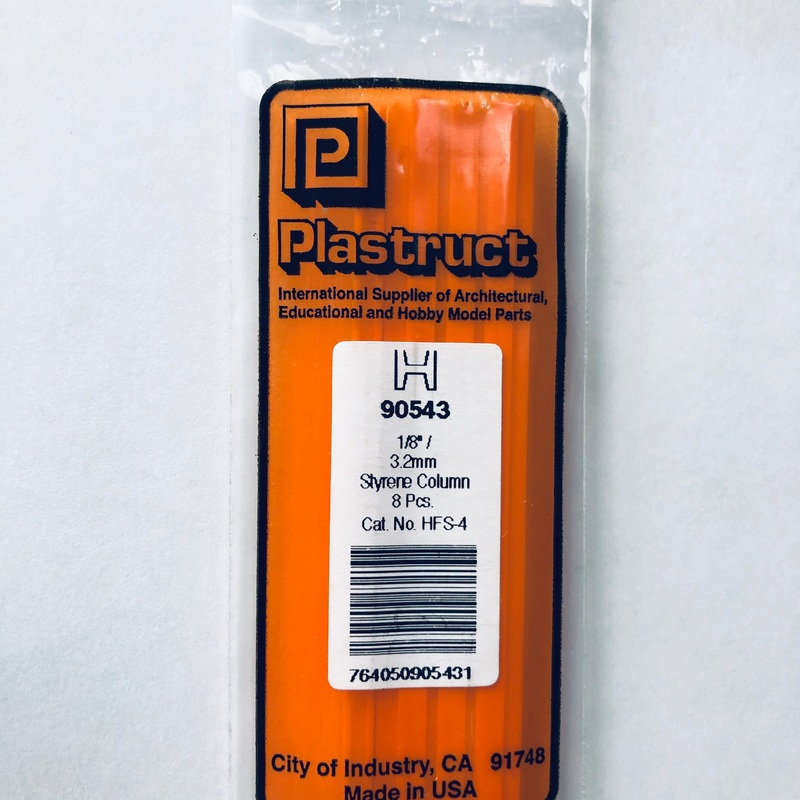 P
Plastruct
International Supplier of Architectural,
Educational and Hobby Model Parts
90543
1/8" /
3.2mm
Styrene Column
8 Pcs.
Cat. No. HFS-4
764050905431
City of Industry, CA 91748
Made in USA